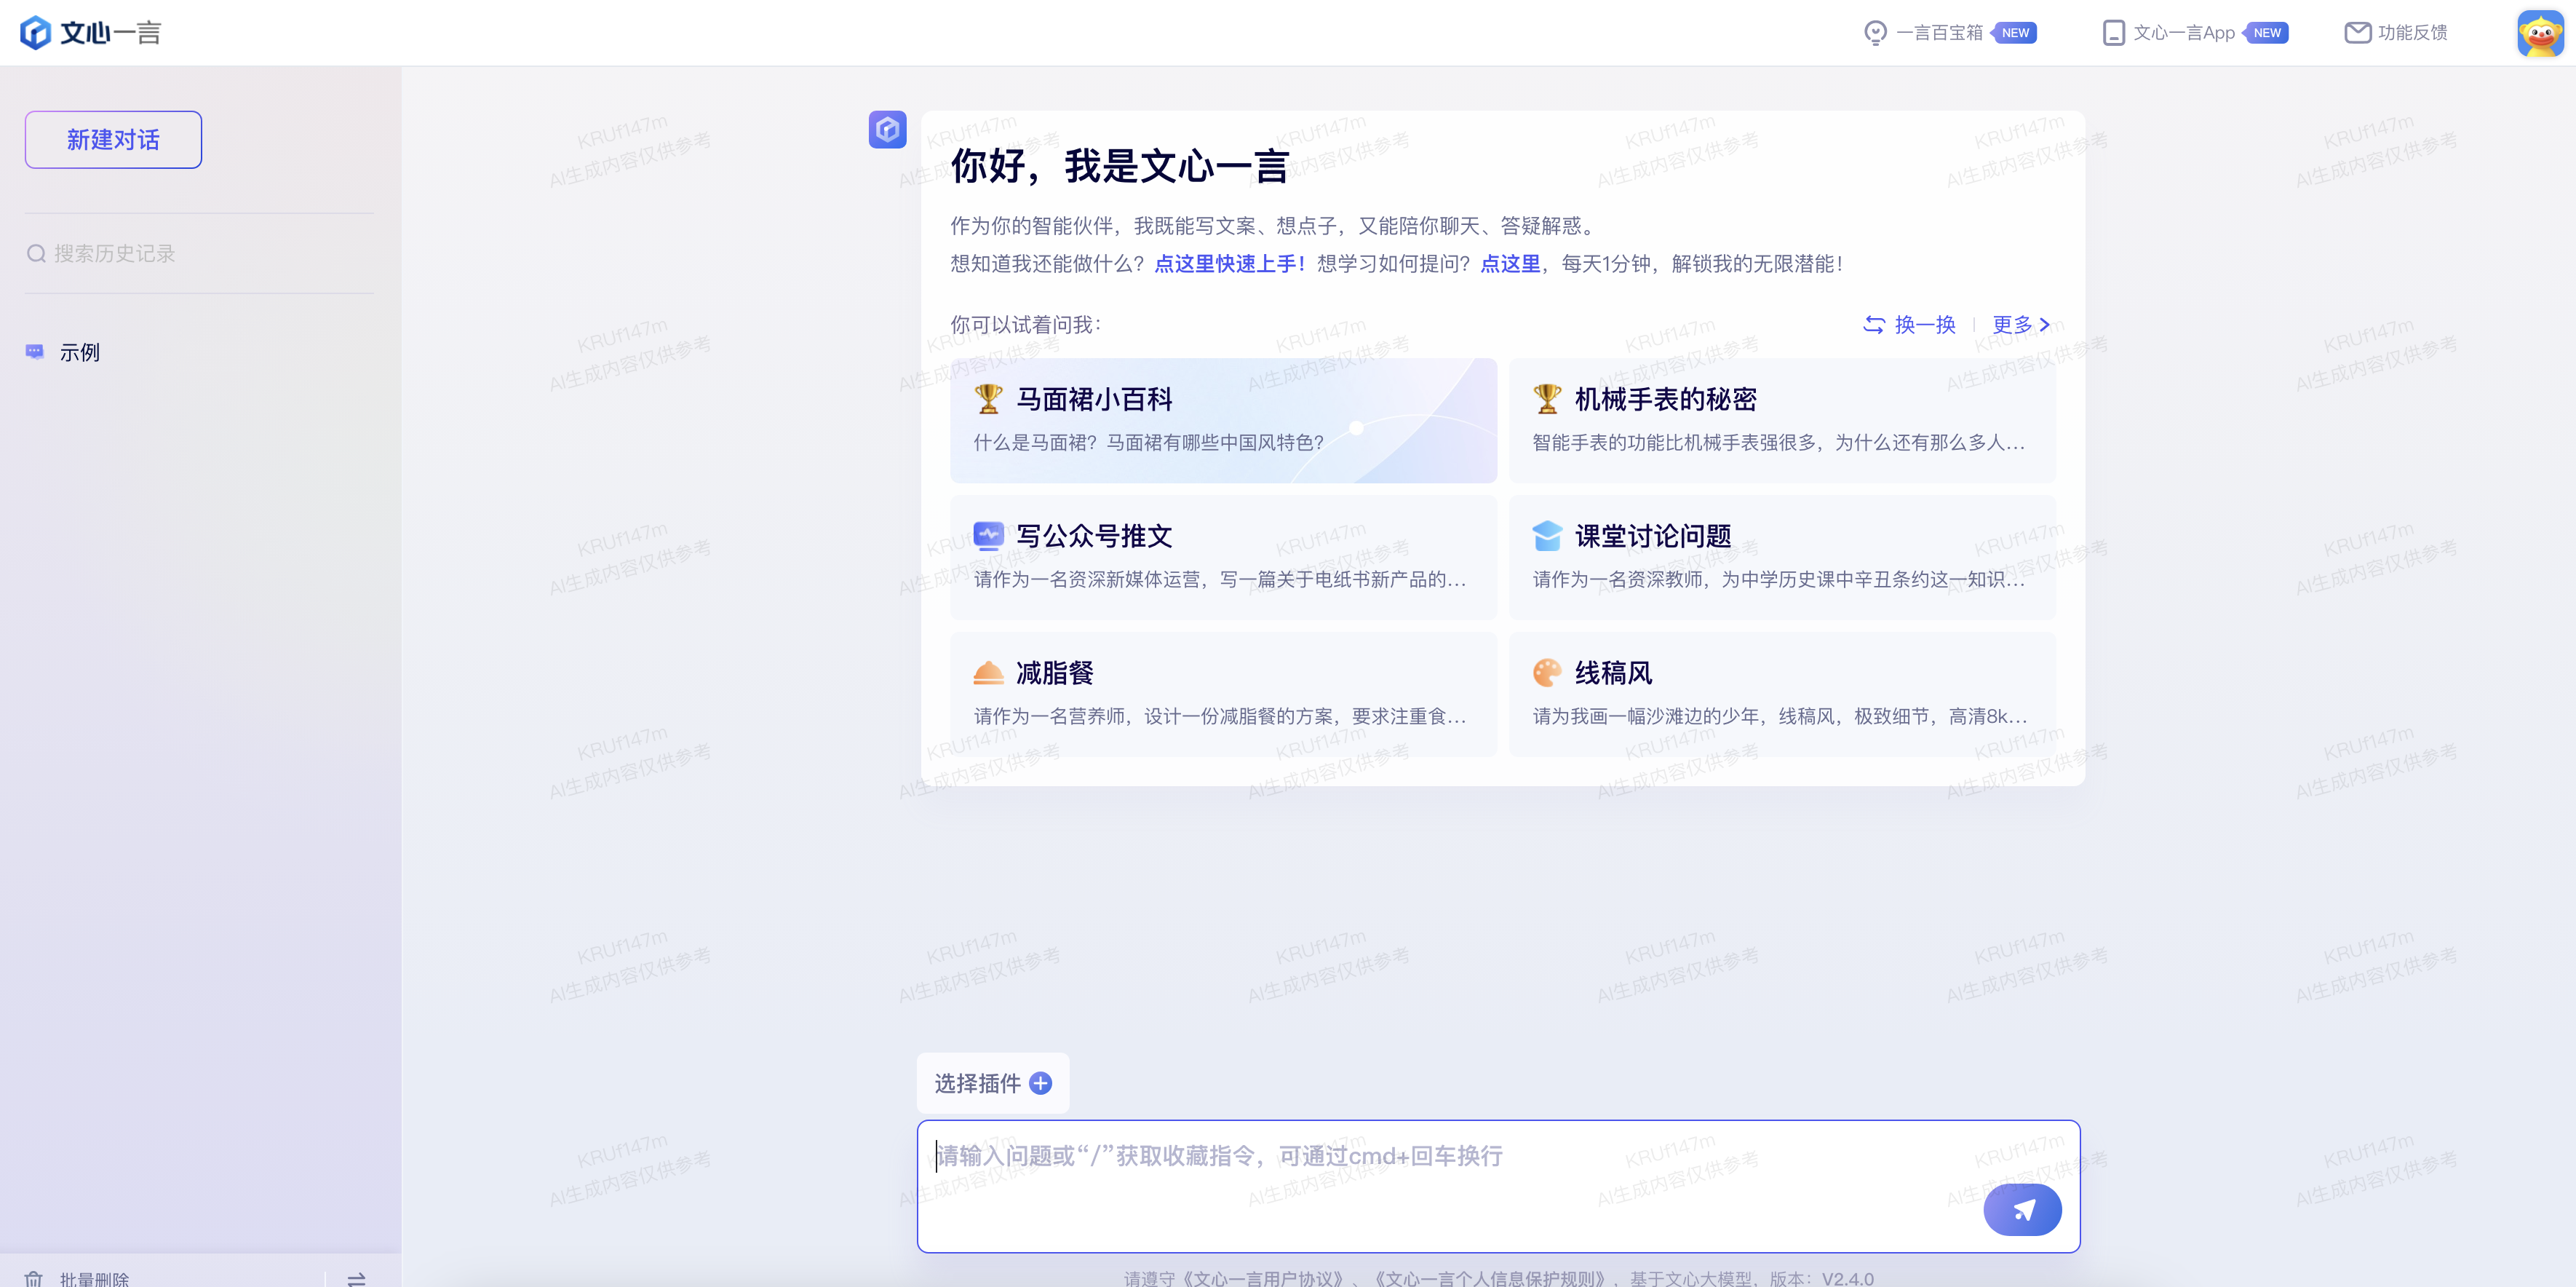 文心一言
一言百宝箱 NEW
文心一言App NEW
功能反馈
新建对话
搜索历史记录
示例
批量删除
你好，我是文心一言
作为你的智能伙伴，我既能写文案、想点子，又能陪你聊天、答疑解惑。
想知道我还能做什么？点这里快速上手！想学习如何提问？点这里，每天1分钟，解锁我的无限潜能！
你可以试着问我：
换一换
更多
马面裙小百科
什么是马面裙？马面裙有哪些中国风特色？
机械手表的秘密
智能手表的功能比机械手表强很多，为什么还有那么多人...
写公众号推文
请作为一名资深新媒体运营，写一篇关于电纸书新产品的...
课堂讨论问题
请作为一名资深教师，为中学历史课中辛丑条约这一知识...
减脂餐
请作为一名营养师，设计一份减脂餐的方案，要求注重食...
线稿风
请为我画一幅沙滩边的少年，线稿风，极致细节，高清8k...
选择插件
请输入问题或“/”获取收藏指令，可通过cmd+回车换行
请遵守《文心一言用户协议》、《文心一言个人信息保护规则》，基于文心大模型，版本：V2.4.0
KRUf147m
AI生成内容仅供参考